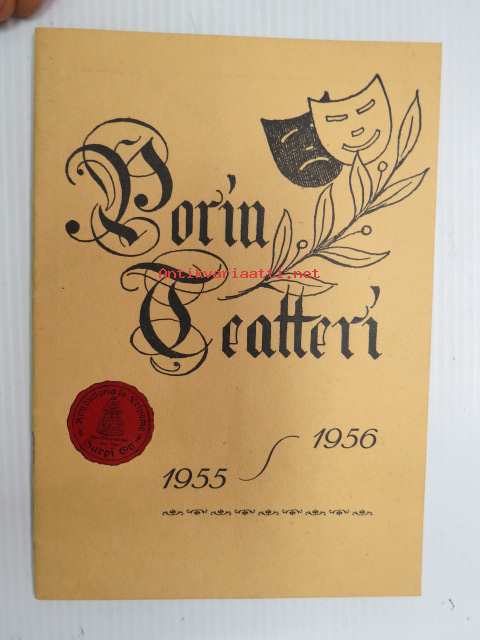 Porin
Antikvariaatti.net
Teatteri
1955 1956